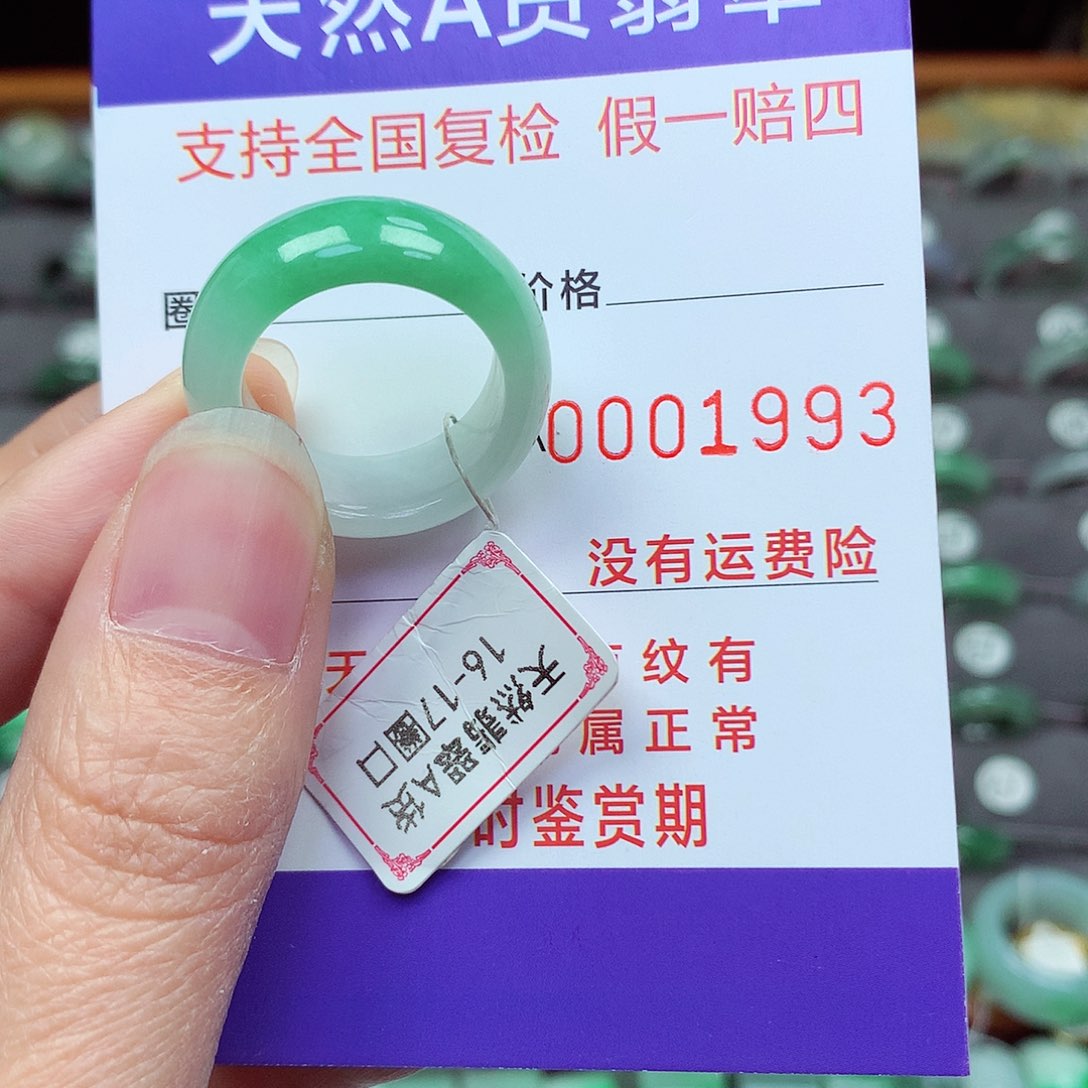 天然A货翡翠
支持全国复检 假一赔四
圈
价格
0001993
没有运费险
天
纹有
属正常
时鉴赏期
天然翡翠A货
16-17圈口